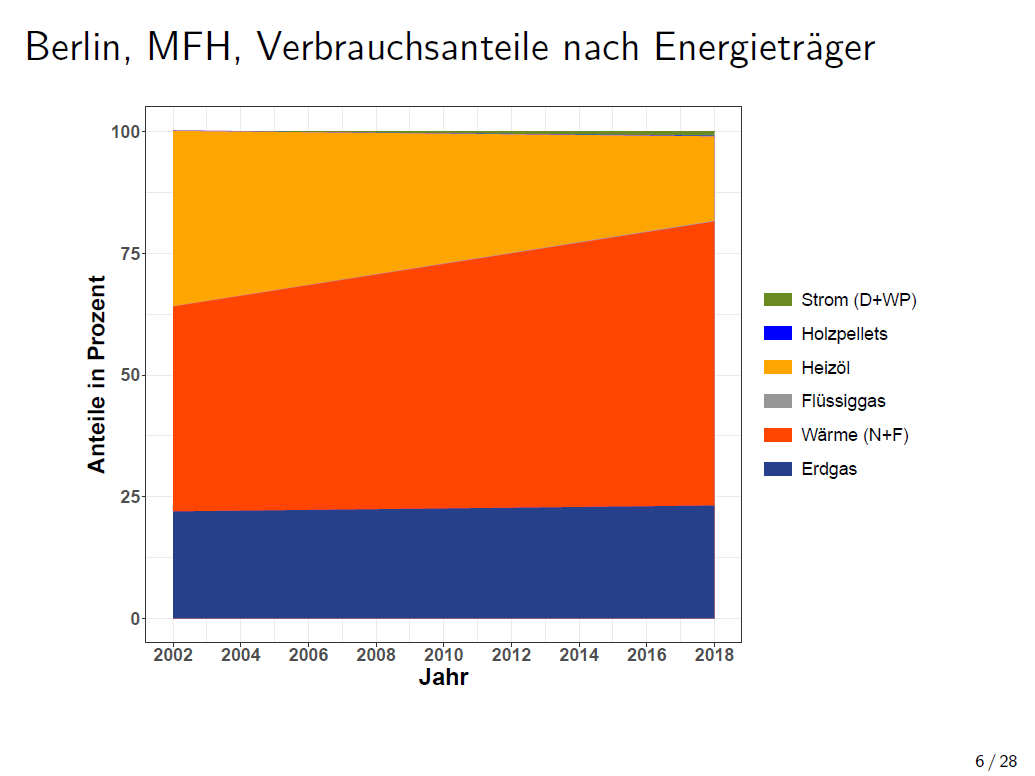 Berlin, MFH, Verbrauchsanteile nach Energieträger
100
75
50
25
0
Anteile in Prozent
2002 2004 2006 2008 2010 2012 2014 2016 2018
Jahr
Strom (D+WP)
Holzpellets
Heizöl
Flüssiggas
Wärme (N+F)
Erdgas
6 / 28